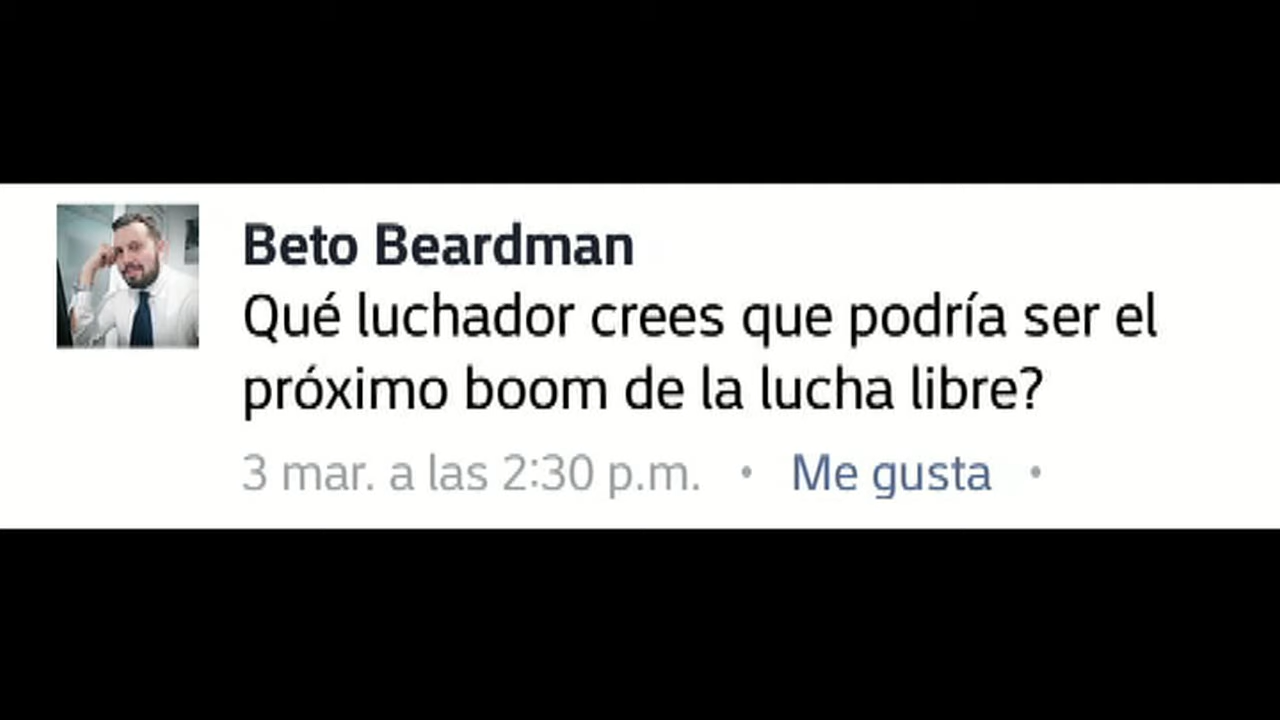 Beto Beardman
Qué luchador crees que podría ser el
próximo boom de la lucha libre?
3 mar. a las 2:30 p.m. • Me gusta •